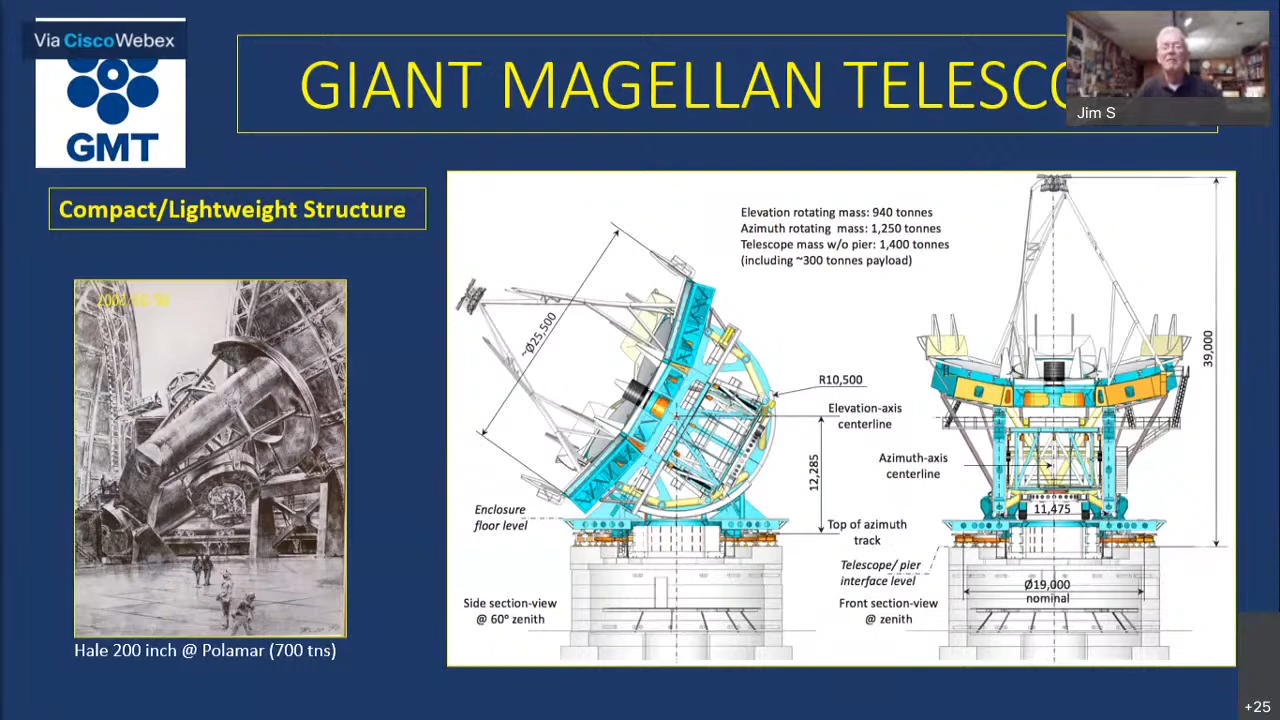 Via Cisco Webex
GMT
GIANT MAGELLAN TELESCO
Jim S
Compact/Lightweight Structure
Hale 200 inch @ Polamar (700 tns)
Elevation rotating mass: 940 tonnes
Azimuth rotating mass: 1,250 tonnes
Telescope mass w/o pier: 1,400 tonnes
(including ~300 tonnes payload)
~Ø25,500
R10,500
39,000
Elevation-axis
centerline
Azimuth-axis
centerline
12,285
11,475
Enclosure
floor level
Top of azimuth
track
Telescope/ pier
interface level
Ø19,000
nominal
Side section-view
@ 60° zenith
Front section-view
@ zenith
+25